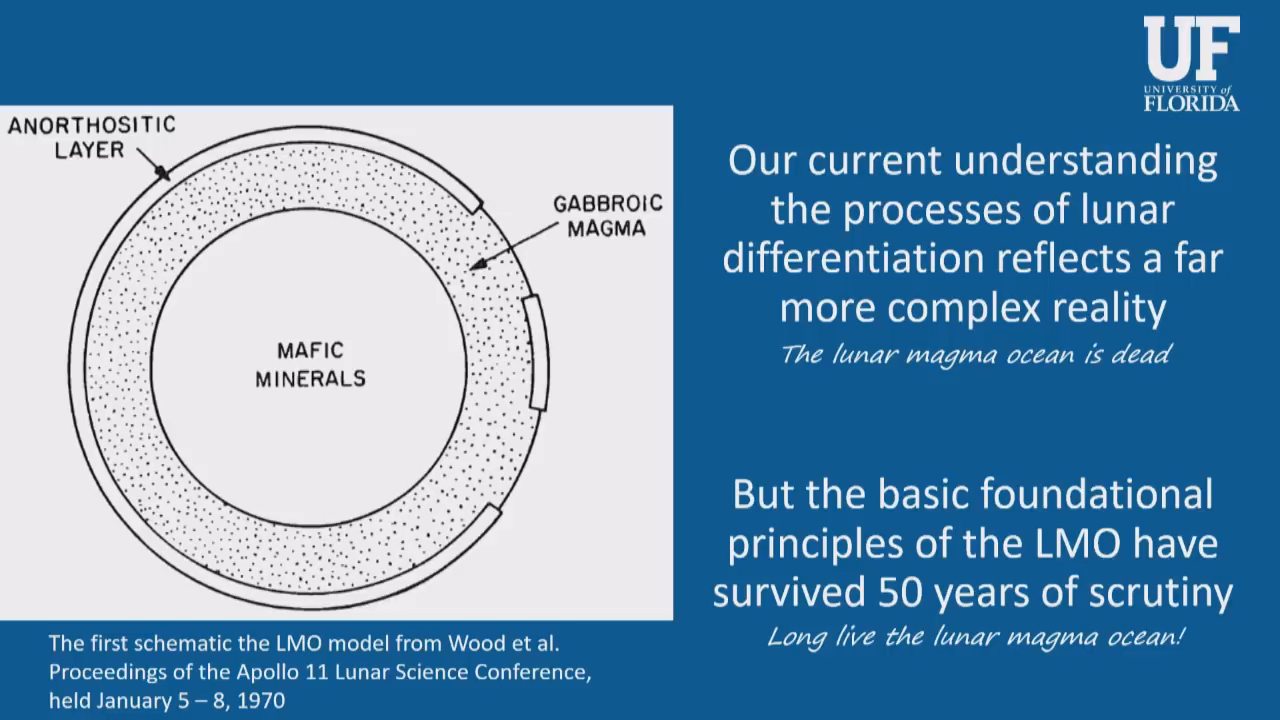 UF
UNIVERSITY of
FLORIDA
ANORTHOSITIC
LAYER
GABBROIC
MAGMA
MAFIC
MINERALS
The first schematic the LMO model from Wood et al.
Proceedings of the Apollo 11 Lunar Science Conference,
held January 5 – 8, 1970
Our current understanding
the processes of lunar
differentiation reflects a far
more complex reality
The lunar magma ocean is dead
But the basic foundational
principles of the LMO have
survived 50 years of scrutiny
Long live the lunar magma ocean!